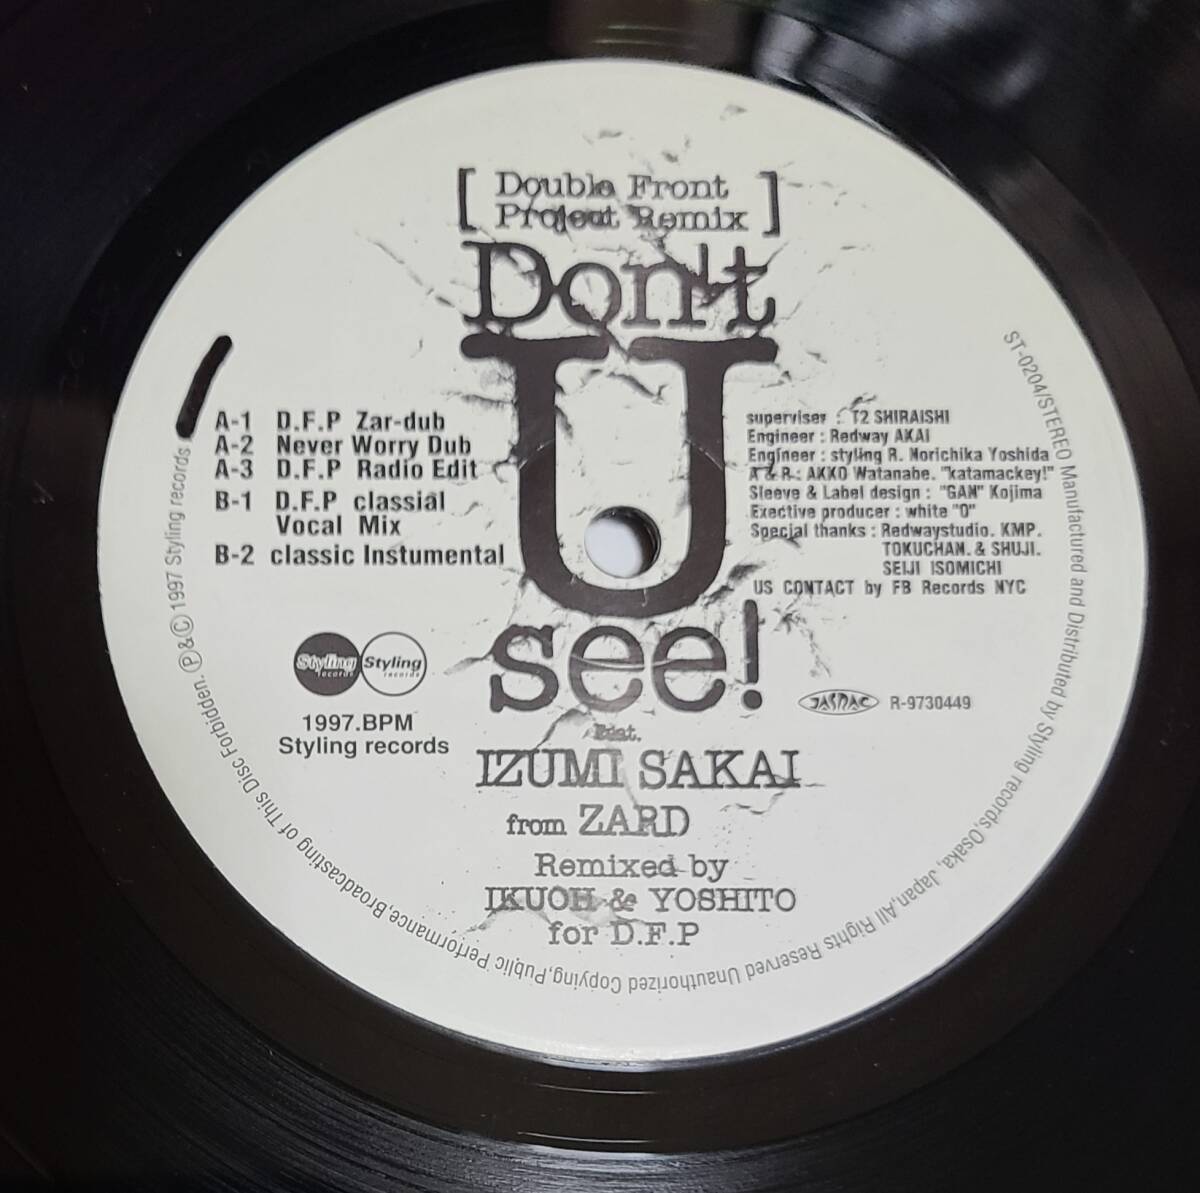 [ Double Front
Project Remix ]
Don't
U
see!
Feat.
IZUMI SAKAI
from ZARD
Remixed by
IKUOH & YOSHITO
for D.F.P
A-1 D.F.P Zar-dub
A-2 Never Worry Dub
A-3 D.F.P Radio Edit
B-1 D.F.P classial
Vocal Mix
B-2 classic Instumental
Styling records
Styling records
1997.BPM
Styling records
superviser : T2 SHIRAISHI
Engineer : Redway AKAI
Engineer : styling R. Norichika Yoshida
A & R : AKKO Watanabe. "katamackey!"
Sleeve & Label design : "GAN" Kojima
Exective producer : white "O"
Special thanks : Redwaystudio. KMP.
TOKUCHAN. & SHUJI.
SEIJI ISOMICHI
US CONTACT by FB Records NYC
JASRAC R-9730449
ST-0204/STEREO Manufactured and Distributed by Styling records,Osaka, Japan,All Rights Reserved Unauthorized Copying,Public Performance,Broadcasting of This Disc Forbidden. Ⓟ&Ⓒ 1997 Styling records